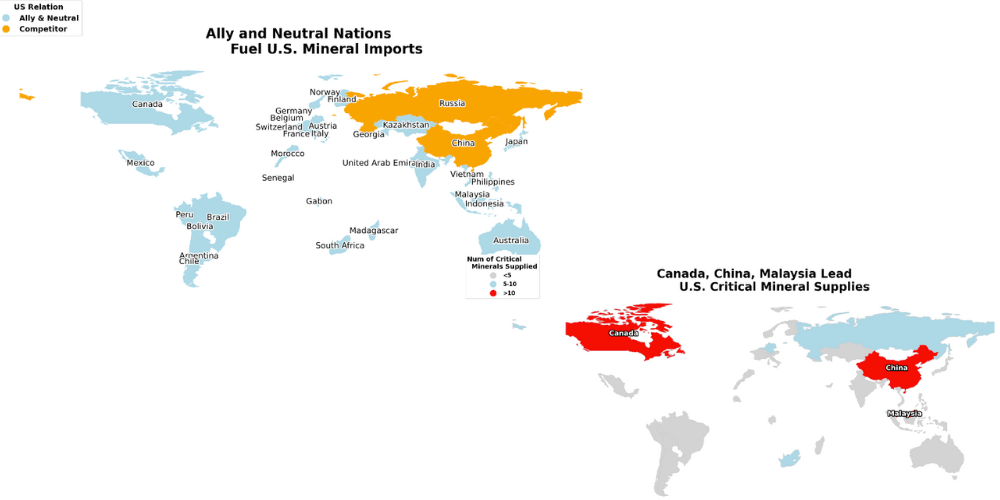 US Relation
Ally & Neutral
Competitor
Ally and Neutral Nations
Fuel U.S. Mineral Imports
Norway
Finland
Canada
Russia
Germany
Belgium
Switzerland
Austria
Kazakhstan
France
Italy
Georgia
China
Japan
Morocco
Mexico
United Arab Emira
India
Senegal
Vietnam
Philippines
Malaysia
Gabon
Indonesia
Peru
Brazil
Bolivia
Madagascar
South Africa
Australia
Argentina
Chile
Num of Critical
Minerals Supplied
<5
5-10
>10
Canada, China, Malaysia Lead
U.S. Critical Mineral Supplies
Canada
China
Malaysia